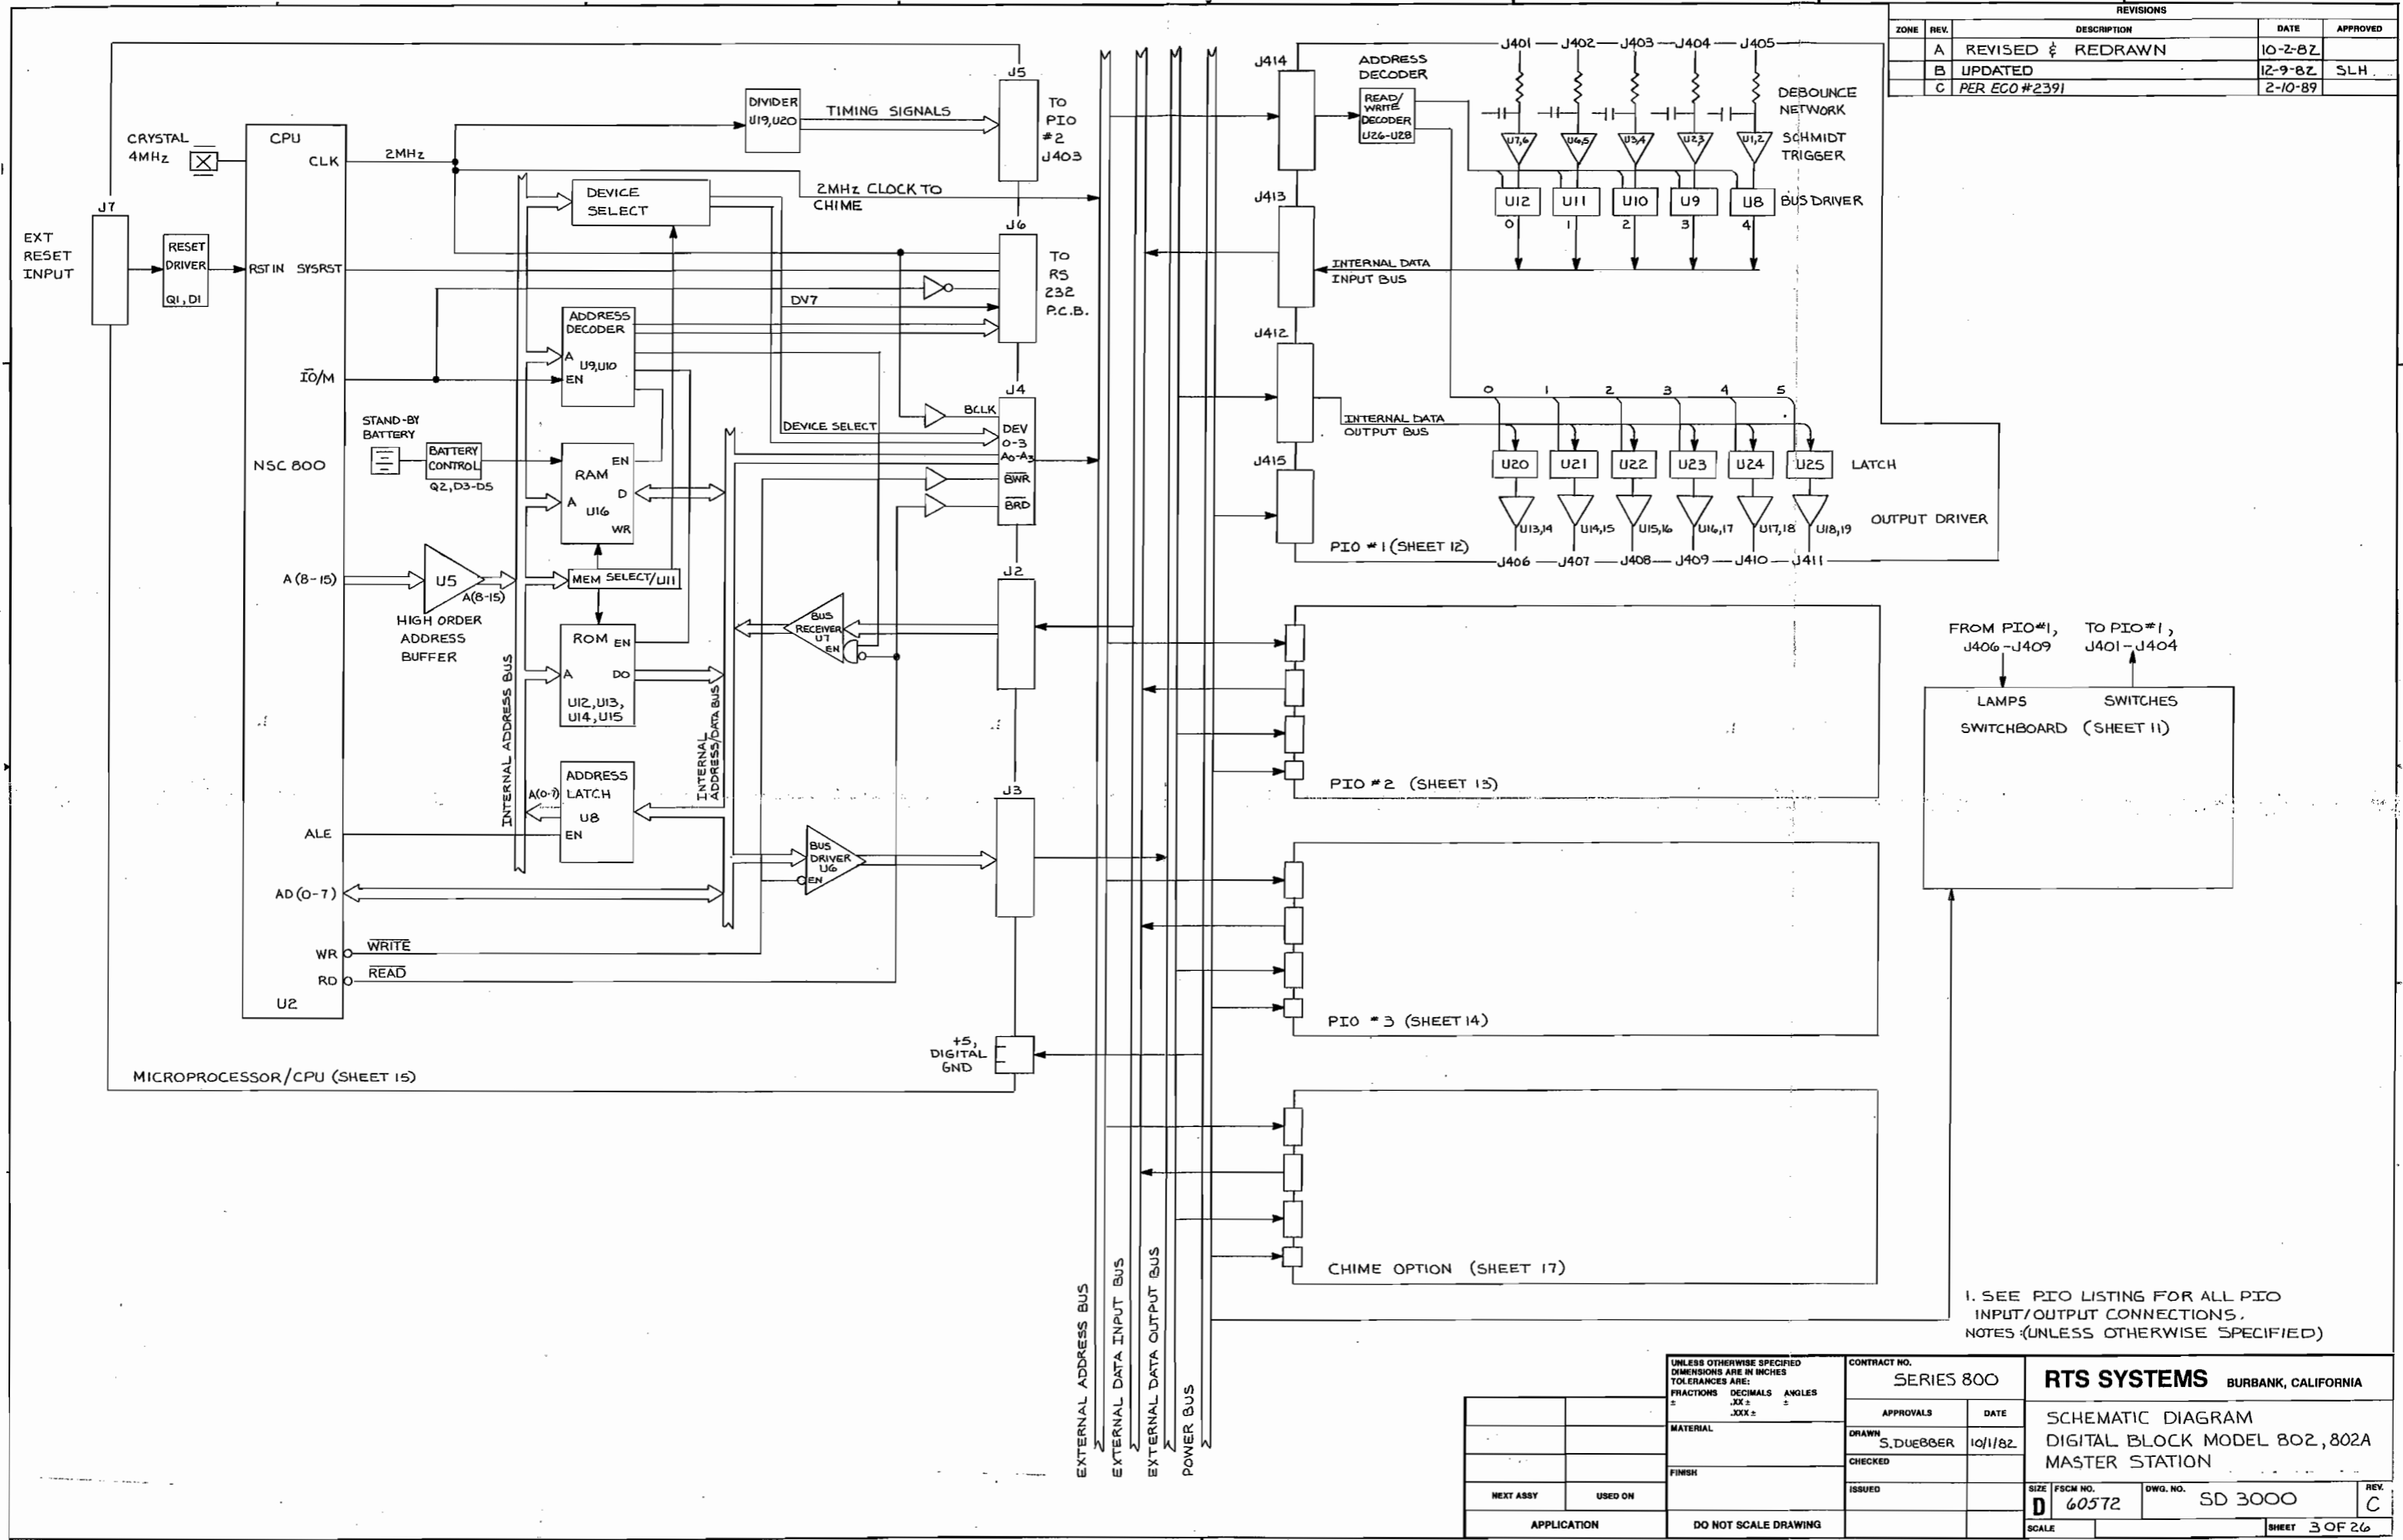 REVISIONS
ZONE REV. DESCRIPTION DATE APPROVED
A REVISED & REDRAWN 10-2-82
B UPDATED 12-9-82 SLH
C PER ECO #2391 2-10-89
J7
EXT
RESET
INPUT
CRYSTAL
4MHz
RESET
DRIVER
Q1, D1
CPU
CLK
RST IN SYSRST
IO/M
NSC 800
A(8-15)
ALE
AD(0-7)
WR
RD
U2
2MHz
STAND-BY
BATTERY
BATTERY
CONTROL
Q2, D3-D5
U5
A(8-15)
HIGH ORDER
ADDRESS
BUFFER
WRITE
READ
MICROPROCESSOR/CPU (SHEET 15)
DIVIDER
U19, U20
TIMING SIGNALS
DEVICE
SELECT
2MHz CLOCK TO
CHIME
ADDRESS
DECODER
A
U9, U10
EN
DV7
DEVICE SELECT
RAM
EN
D
A
U16
WR
MEM SELECT/U11
ROM
EN
A
DO
U12, U13,
U14, U15
ADDRESS
LATCH
A(0-7)
U8
EN
INTERNAL ADDRESS BUS
INTERNAL
ADDRESS/DATA BUS
BUS
RECEIVER
U7
EN
BUS
DRIVER
U6
EN
J5
TO
PIO
#2
J403
J6
TO
RS
232
P.C.B.
J4
BCLK
DEV
0-3
A0-A3
BWR
BRD
J2
J3
+5,
DIGITAL
GND
EXTERNAL ADDRESS BUS
EXTERNAL DATA INPUT BUS
EXTERNAL DATA OUTPUT BUS
POWER BUS
J414
J413
J412
J415
ADDRESS
DECODER
READ/
WRITE
DECODER
U26-U28
J401 J402 J403 J404 J405
DEBOUNCE
NETWORK
U7,6 U6,5 U3,4 U2,3 U1,2
SCHMIDT
TRIGGER
U12 U11 U10 U9 U8 BUS DRIVER
0 1 2 3 4
INTERNAL DATA
INPUT BUS
0 1 2 3 4 5
INTERNAL DATA
OUTPUT BUS
U20 U21 U22 U23 U24 U25 LATCH
U13,14 U14,15 U15,16 U16,17 U17,18 U18,19
OUTPUT DRIVER
PIO #1 (SHEET 12)
J406 J407 J408 J409 J410 J411
PIO #2 (SHEET 13)
PIO #3 (SHEET 14)
CHIME OPTION (SHEET 17)
FROM PIO#1,
J406-J409
TO PIO#1,
J401-J404
LAMPS SWITCHES
SWITCHBOARD (SHEET 11)
1. SEE PIO LISTING FOR ALL PIO
INPUT/OUTPUT CONNECTIONS.
NOTES:(UNLESS OTHERWISE SPECIFIED)
NEXT ASSY USED ON
APPLICATION
UNLESS OTHERWISE SPECIFIED
DIMENSIONS ARE IN INCHES
TOLERANCES ARE:
FRACTIONS DECIMALS ANGLES
± .XX ± ±
.XXX ±
MATERIAL
FINISH
DO NOT SCALE DRAWING
CONTRACT NO.
SERIES 800
APPROVALS DATE
DRAWN S. DUEBBER 10/1/82
CHECKED
ISSUED
RTS SYSTEMS BURBANK, CALIFORNIA
SCHEMATIC DIAGRAM
DIGITAL BLOCK MODEL 802, 802A
MASTER STATION
SIZE D FSCM NO. 60572 DWG. NO. SD 3000 REV. C
SCALE SHEET 3 OF 26